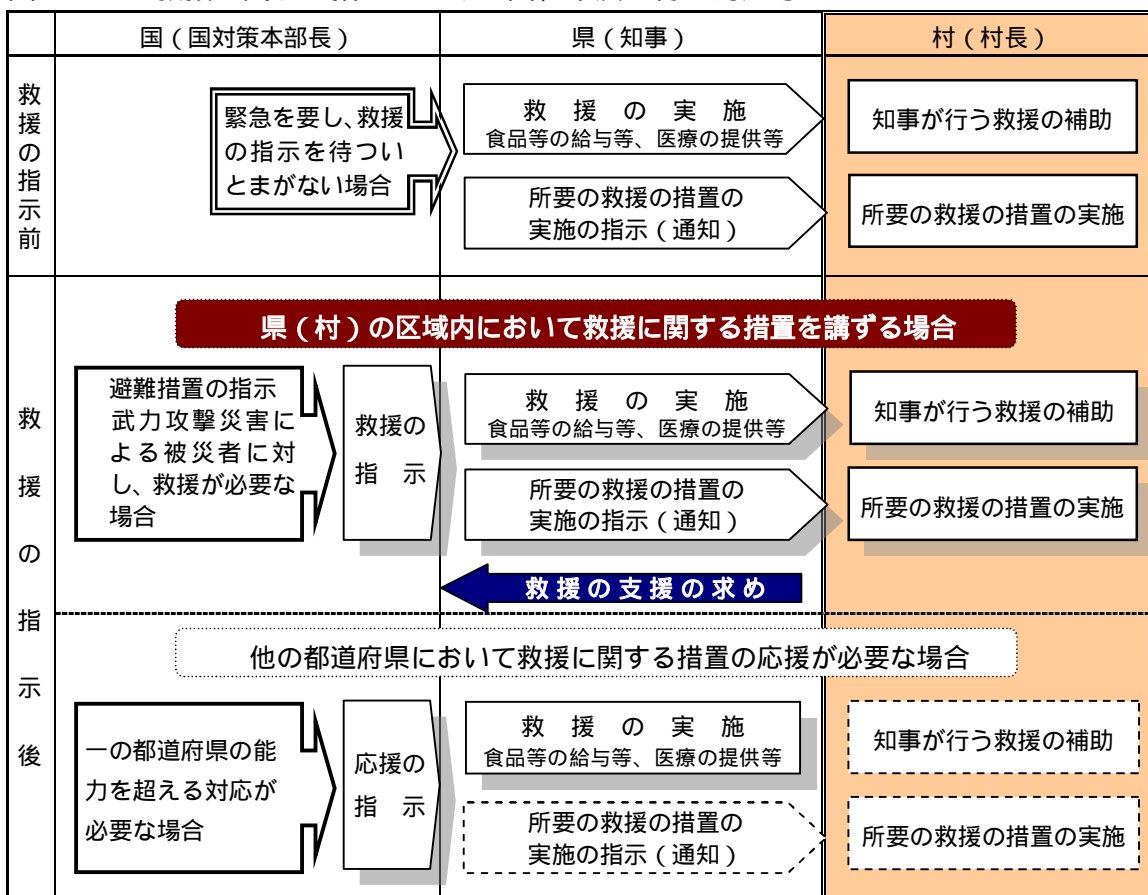 国（国対策本部長）
県（知事）
村（村長）
救援の指示前
緊急を要し、救援
の指示を待つい
とまがない場合
救援の実施
食品等の給与等、医療の提供等
知事が行う救援の補助
所要の救援の措置の
実施の指示（通知）
所要の救援の措置の実施
救援の指示後
県（村）の区域内において救援に関する措置を講ずる場合
避難措置の指示
武力攻撃災害に
よる被災者に対
し、救援が必要な
場合
救援の
指示
救援の実施
食品等の給与等、医療の提供等
知事が行う救援の補助
所要の救援の措置の
実施の指示（通知）
所要の救援の措置の実施
救援の支援の求め
他の都道府県において救援に関する措置の応援が必要な場合
一の都道府県の能
力を超える対応が
必要な場合
応援の
指示
救援の実施
食品等の給与等、医療の提供等
知事が行う救援の補助
所要の救援の措置の
実施の指示（通知）
所要の救援の措置の実施